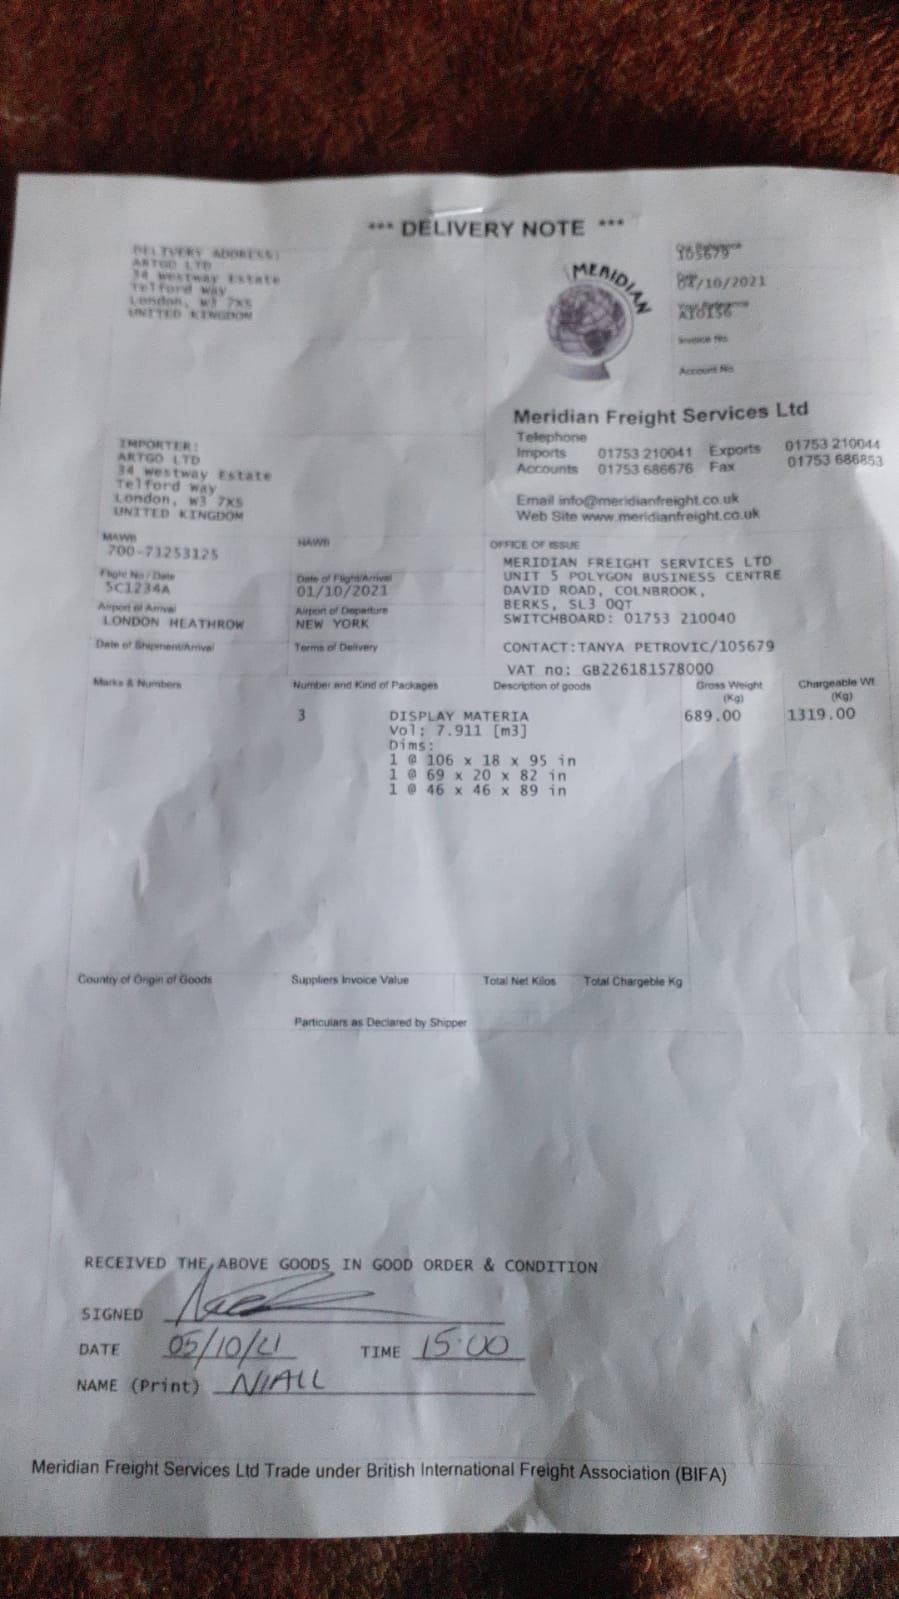 *** DELIVERY NOTE ***
DELIVERY ADDRESS:
ARTGO LTD
34 Westway Estate
Telford Way
London, W3 7XS
UNITED KINGDOM
MERIDIAN
Our Reference
105679
Date
04/10/2021
Your Reference
A10156
Invoice No
Account No
Meridian Freight Services Ltd
Telephone
Imports 01753 210041 Exports 01753 210044
Accounts 01753 686676 Fax 01753 686853
Email info@meridianfreight.co.uk
Web Site www.meridianfreight.co.uk
IMPORTER:
ARTGO LTD
34 Westway Estate
Telford Way
London, W3 7XS
UNITED KINGDOM
MAWB
700-71253125
HAWB
Flight No / Date
5C1234A
Date of Flight/Arrival
01/10/2021
Airport of Arrival
LONDON HEATHROW
Airport of Departure
NEW YORK
Date of Shipment/Arrival
Terms of Delivery
OFFICE OF ISSUE
MERIDIAN FREIGHT SERVICES LTD
UNIT 5 POLYGON BUSINESS CENTRE
DAVID ROAD, COLNBROOK,
BERKS, SL3 0QT
SWITCHBOARD: 01753 210040
CONTACT:TANYA PETROVIC/105679
VAT no: GB226181578000
Marks & Numbers Number and Kind of Packages Description of goods Gross Weight (Kg) Chargeable Wt (Kg)
3 DISPLAY MATERIA 689.00 1319.00
Vol: 7.911 [m3]
Dims:
1 @ 106 x 18 x 95 in
1 @ 69 x 20 x 82 in
1 @ 46 x 46 x 89 in
Country of Origin of Goods Suppliers Invoice Value Total Net Kilos Total Chargeble Kg
Particulars as Declared by Shipper
RECEIVED THE ABOVE GOODS IN GOOD ORDER & CONDITION
SIGNED
DATE 05/10/21 TIME 15:00
NAME (Print) NIALL
Meridian Freight Services Ltd Trade under British International Freight Association (BIFA)